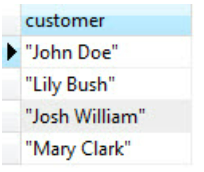 customer
"John Doe"
"Lily Bush"
"Josh William"
"Mary Clark"